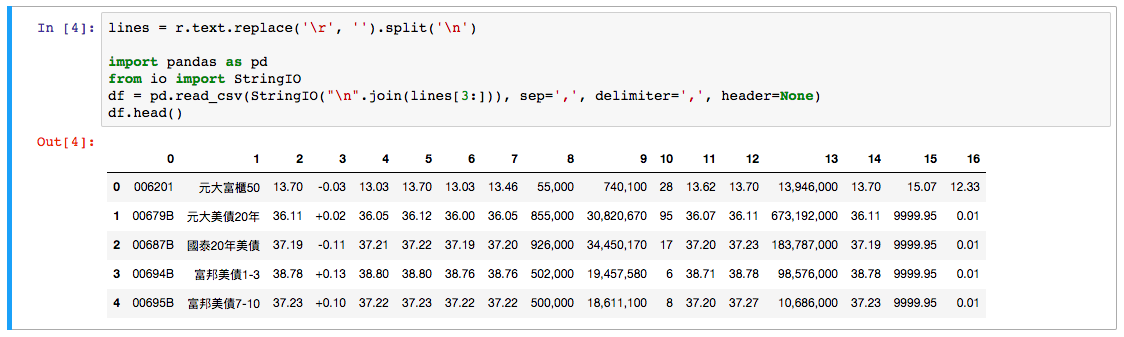 In [4]: lines = r.text.replace('\r', '').split('\n')
import pandas as pd
from io import StringIO
df = pd.read_csv(StringIO("\n".join(lines[3:])), sep=',', delimiter=',', header=None)
df.head()
Out[4]:
0 1 2 3 4 5 6 7 8 9 10 11 12 13 14 15 16
0 006201 元大富櫃50 13.70 -0.03 13.03 13.70 13.03 13.46 55,000 740,100 28 13.62 13.70 13,946,000 13.70 15.07 12.33
1 00679B 元大美債20年 36.11 +0.02 36.05 36.12 36.00 36.05 855,000 30,820,670 95 36.07 36.11 673,192,000 36.11 9999.95 0.01
2 00687B 國泰20年美債 37.19 -0.11 37.21 37.22 37.19 37.20 926,000 34,450,170 17 37.20 37.23 183,787,000 37.19 9999.95 0.01
3 00694B 富邦美債1-3 38.78 +0.13 38.80 38.80 38.76 38.76 502,000 19,457,580 6 38.71 38.78 98,576,000 38.78 9999.95 0.01
4 00695B 富邦美債7-10 37.23 +0.10 37.22 37.23 37.22 37.22 500,000 18,611,100 8 37.20 37.27 10,686,000 37.23 9999.95 0.01